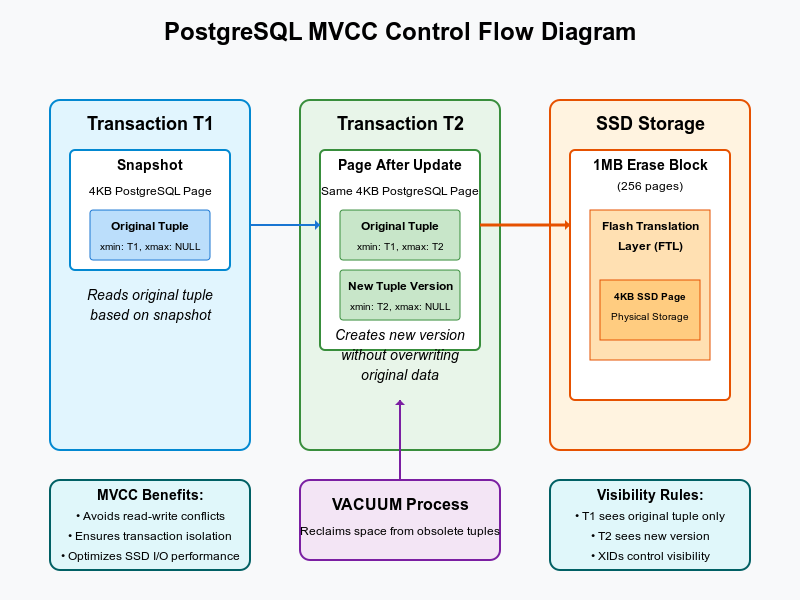 PostgreSQL MVCC Control Flow Diagram
Transaction T1
Snapshot
4KB PostgreSQL Page
Original Tuple
xmin: T1, xmax: NULL
Reads original tuple
based on snapshot
Transaction T2
Page After Update
Same 4KB PostgreSQL Page
Original Tuple
xmin: T1, xmax: T2
New Tuple Version
xmin: T2, xmax: NULL
Creates new version
without overwriting
original data
SSD Storage
1MB Erase Block
(256 pages)
Flash Translation
Layer (FTL)
4KB SSD Page
Physical Storage
MVCC Benefits:
• Avoids read-write conflicts
• Ensures transaction isolation
• Optimizes SSD I/O performance
VACUUM Process
Reclaims space from obsolete tuples
Visibility Rules:
• T1 sees original tuple only
• T2 sees new version
• XIDs control visibility